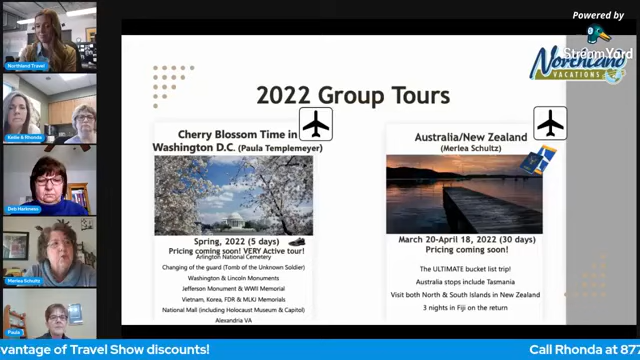 Powered by
StreamYard
Northland
VACATIONS
Northland Travel
Katie & Rhonda
Deb Harkness
Merlea Schultz
Paula
2022 Group Tours
Cherry Blossom Time in
Washington D.C. (Paula Templemeyer)
Spring, 2022 (5 days)
Pricing coming soon! VERY Active tour!
Arlington National Cemetery
Changing of the guard (Tomb of the Unknown Soldier)
Washington & Lincoln Monuments
Jefferson Monument & WWII Memorial
Vietnam, Korea, FDR & MLKJ Memorials
National Mall (including Holocaust Museum & Capitol)
Alexandria VA
Australia/New Zealand
(Merlea Schultz)
March 20-April 18, 2022 (30 days)
Pricing coming soon!
The ULTIMATE bucket list trip!
Australia stops include Tasmania
Visit both North & South Islands in New Zealand
3 nights in Fiji on the return
vantage of Travel Show discounts!
Call Rhonda at 877